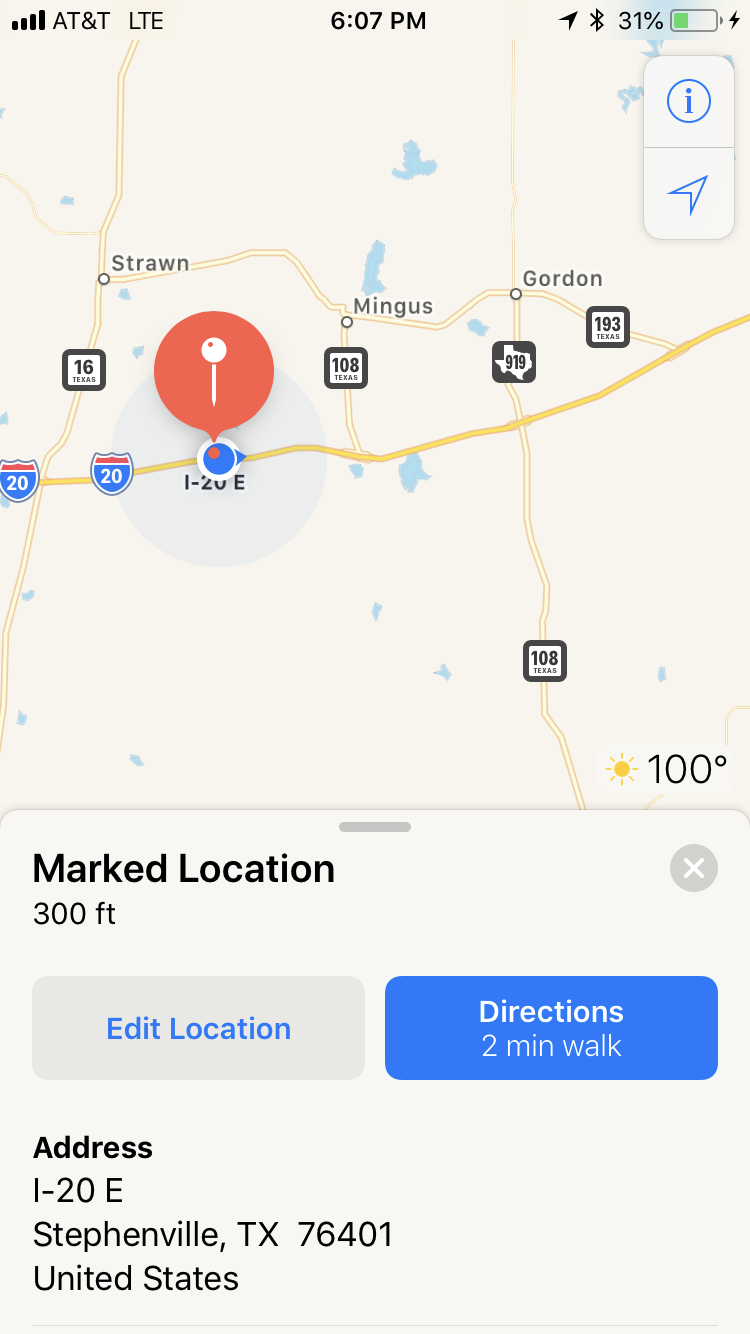 AT&T LTE 6:07 PM 31%
Strawn
Gordon
Mingus
193
TEXAS
16
TEXAS
108
TEXAS
919
20
20
I-20 E
108
TEXAS
100°
Marked Location
300 ft
Edit Location
Directions
2 min walk
Address
I-20 E
Stephenville, TX 76401
United States